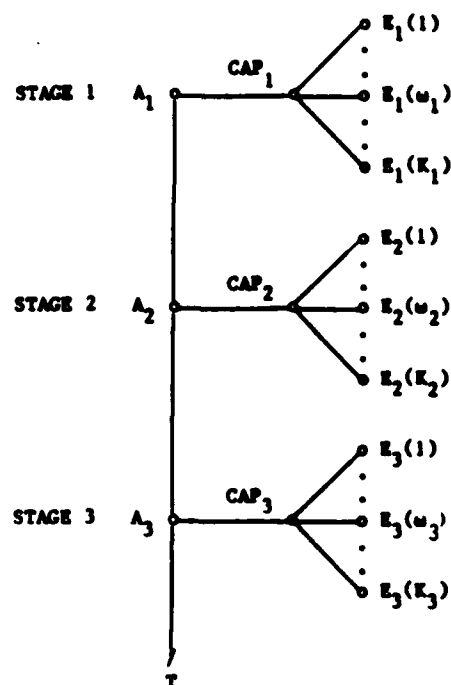 E₁(1)
CAP₁
STAGE 1 A₁ E₁(ω₁)
E₁(K₁)
E₂(1)
CAP₂
STAGE 2 A₂ E₂(ω₂)
E₂(K₂)
E₃(1)
CAP₃
STAGE 3 A₃ E₃(ω₃)
E₃(K₃)
T